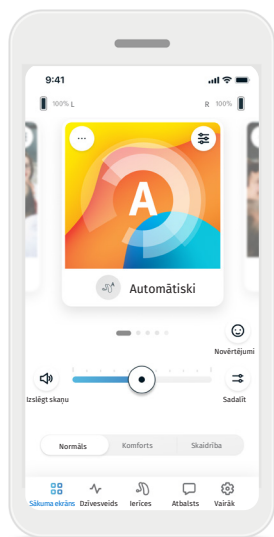 9:41
100% L
R 100%
A
Automātiski
Novērtējumi
Izslēgt skaņu
Sadalīt
Normāls
Komforts
Skaidrība
Sākuma ekrāns
Dzīvesveids
Ierīces
Atbalsts
Vairāk